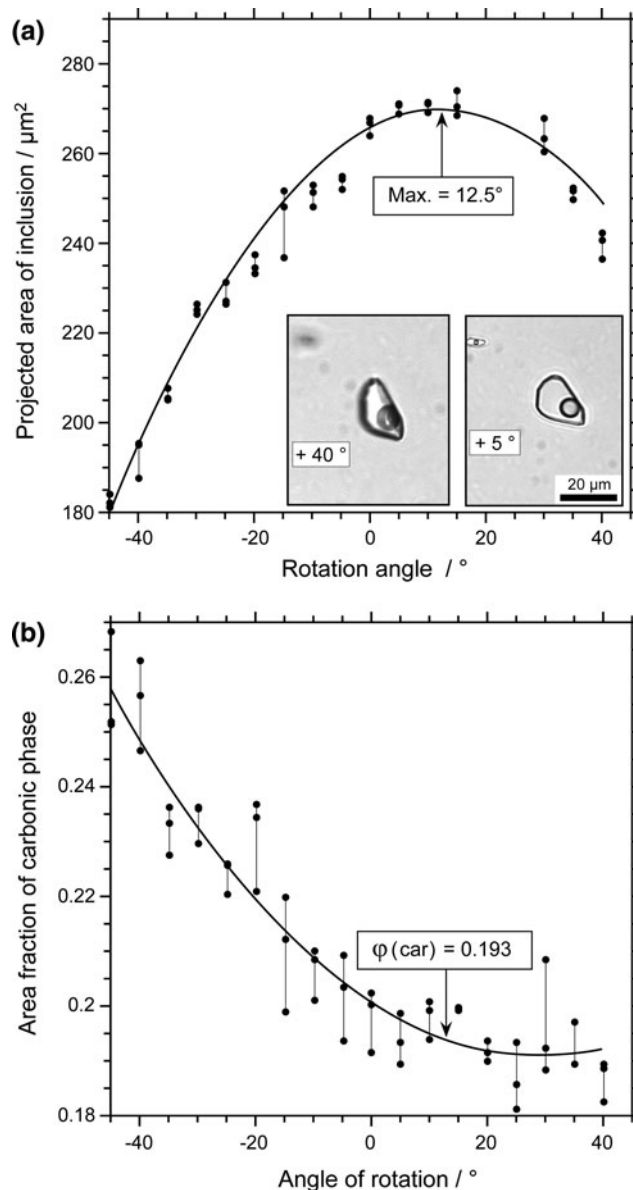 (a)
280
260
240
220
200
180
Projected area of inclusion / µm²
Max. = 12.5°
+ 40 °
+ 5 °
20 µm
-40 -20 0 20 40
Rotation angle / °
(b)
0.26
0.24
0.22
0.2
0.18
Area fraction of carbonic phase
φ (car) = 0.193
-40 -20 0 20 40
Angle of rotation / °